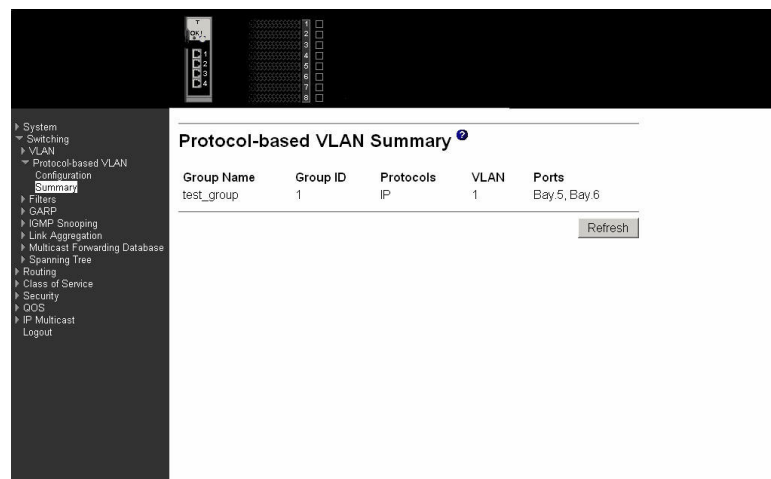 T
OK!
1
2
3
4
1
2
3
4
5
6
7
8
System
Switching
VLAN
Protocol-based VLAN
Configuration
Summary
Filters
GARP
IGMP Snooping
Link Aggregation
Multicast Forwarding Database
Spanning Tree
Routing
Class of Service
Security
QOS
IP Multicast
Logout
Protocol-based VLAN Summary ?
Group Name Group ID Protocols VLAN Ports
test_group 1 IP 1 Bay.5, Bay.6
Refresh